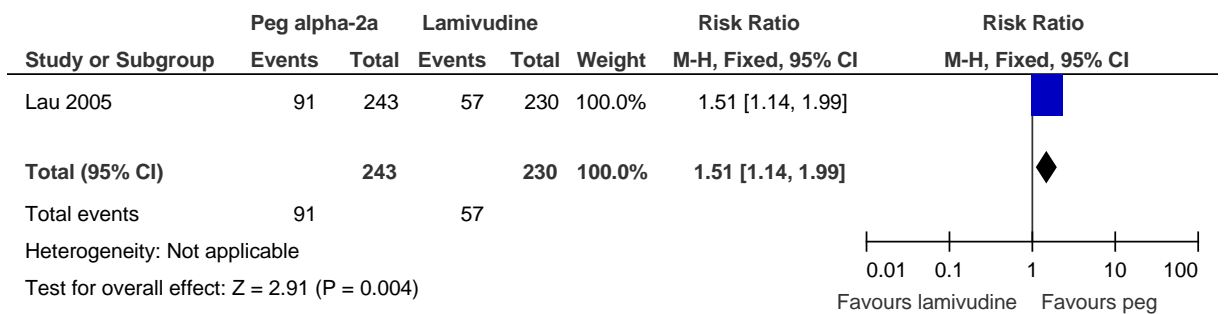 Peg alpha-2a Lamivudine Risk Ratio Risk Ratio
Study or Subgroup Events Total Events Total Weight M-H, Fixed, 95% CI M-H, Fixed, 95% CI
Lau 2005 91 243 57 230 100.0% 1.51 [1.14, 1.99]
Total (95% CI) 243 230 100.0% 1.51 [1.14, 1.99]
Total events 91 57
Heterogeneity: Not applicable
Test for overall effect: Z = 2.91 (P = 0.004)
0.01 0.1 1 10 100
Favours lamivudine Favours peg